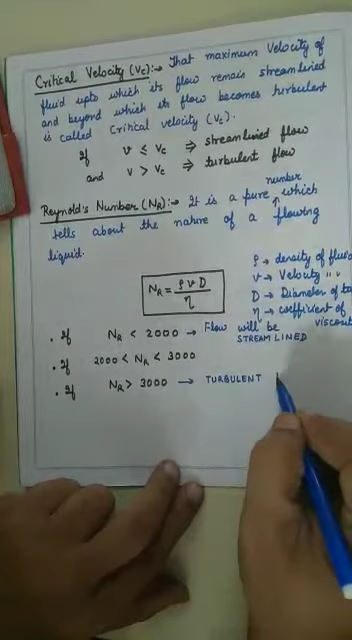 Critical Velocity (Vc):→ That maximum velocity of
fluid upto which its flow remain streamlined
and beyond which its flow becomes turbulent
is called Critical velocity (Vc).
If v ≤ vc ⇒ streamlined flow
and v > vc ⇒ turbulent flow
number
Reynold's Number (NR):→ It is a pure ↑ which
tells about the nature of a flowing
liquid.
NR = ρ v D / η
ρ → density of fluid
v → Velocity " "
D → Diameter of
η → coefficient of
. If NR < 2000 → Flow will be STREAMLINED
. If 2000 < NR < 3000
. If NR > 3000 → TURBULENT